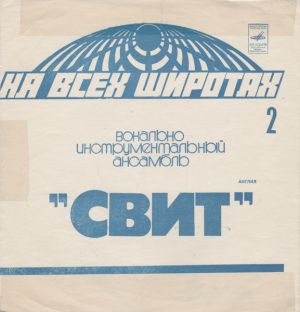 НА ВСЕХ ШИРОТАХ
2
вокально
инструментальный
ансамбль
АНГЛИЯ
"СВИТ"